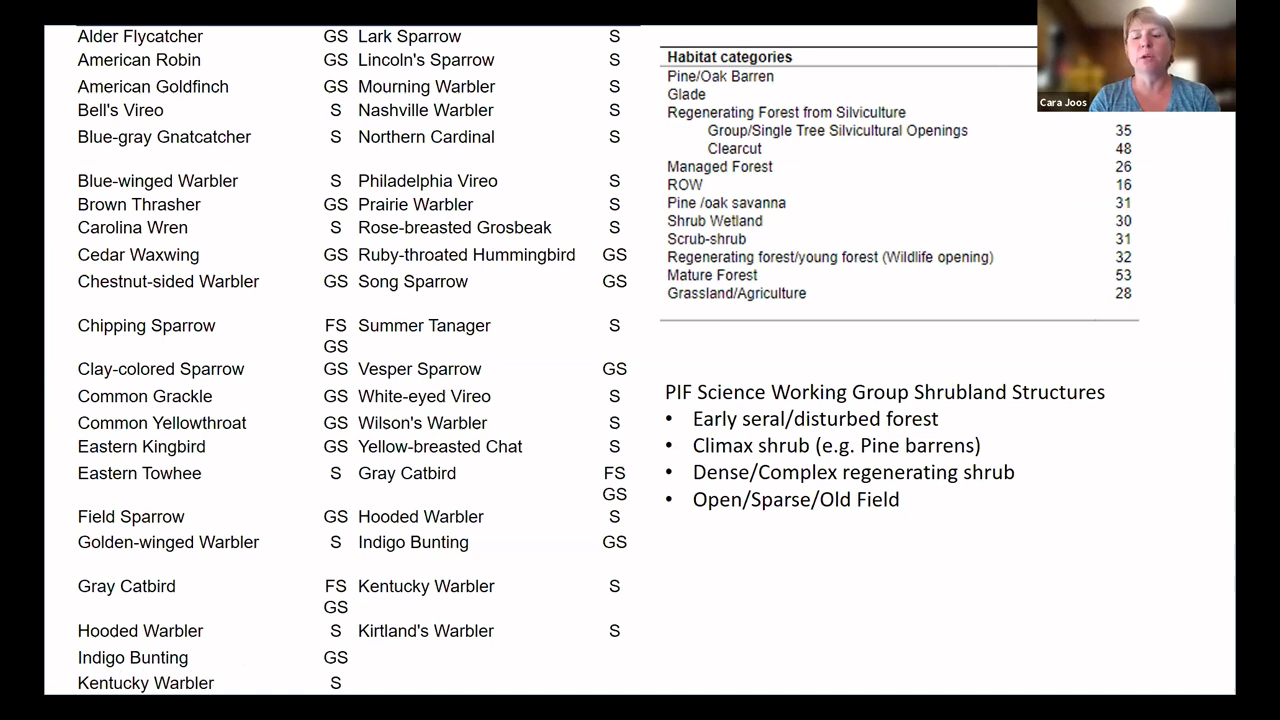 Alder Flycatcher GS Lark Sparrow S
American Robin GS Lincoln's Sparrow S
American Goldfinch GS Mourning Warbler S
Bell's Vireo S Nashville Warbler S
Blue-gray Gnatcatcher S Northern Cardinal S
Blue-winged Warbler S Philadelphia Vireo S
Brown Thrasher GS Prairie Warbler S
Carolina Wren S Rose-breasted Grosbeak S
Cedar Waxwing GS Ruby-throated Hummingbird GS
Chestnut-sided Warbler GS Song Sparrow GS
Chipping Sparrow FS Summer Tanager S
GS
Clay-colored Sparrow GS Vesper Sparrow GS
Common Grackle GS White-eyed Vireo S
Common Yellowthroat GS Wilson's Warbler S
Eastern Kingbird GS Yellow-breasted Chat S
Eastern Towhee S Gray Catbird FS
GS
Field Sparrow GS Hooded Warbler S
Golden-winged Warbler S Indigo Bunting GS
Gray Catbird FS Kentucky Warbler S
GS
Hooded Warbler S Kirtland's Warbler S
Indigo Bunting GS
Kentucky Warbler S
Habitat categories
Pine/Oak Barren
Glade
Regenerating Forest from Silviculture
Group/Single Tree Silvicultural Openings 35
Clearcut 48
Managed Forest 26
ROW 16
Pine /oak savanna 31
Shrub Wetland 30
Scrub-shrub 31
Regenerating forest/young forest (Wildlife opening) 32
Mature Forest 53
Grassland/Agriculture 28
PIF Science Working Group Shrubland Structures
• Early seral/disturbed forest
• Climax shrub (e.g. Pine barrens)
• Dense/Complex regenerating shrub
• Open/Sparse/Old Field
Cara Joos